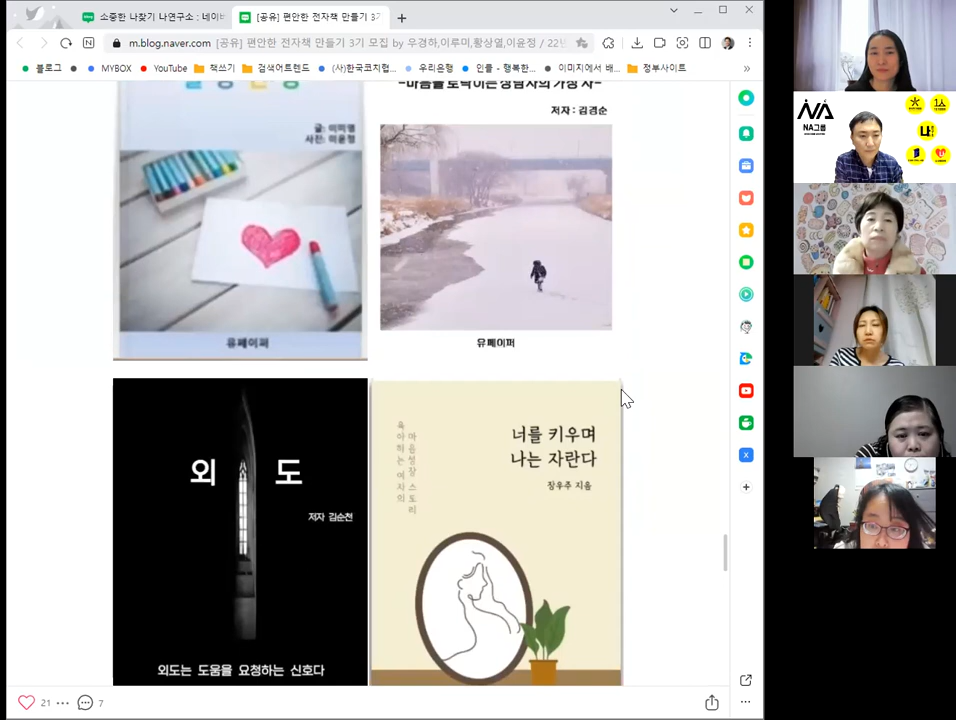 소중한 나찾기 나연구소 : 네이버
[공유] 편안한 전자책 만들기 3기
m.blog.naver.com
[공유] 편안한 전자책 만들기 3기 모집 by 우경하,이루미,황상열,이윤정 / 22년
블로그
MYBOX
YouTube
책쓰기
검색어트렌드
(사)한국코치협...
우리은행
인플 - 행복한...
이미지에서 배...
정부사이트
»
-마음을 토닥이는 상담자의 가정 사-
저자 : 김경순
글: 이미영
사진: 이윤정
유페이퍼
유페이퍼
외 도
저자 김순천
외도는 도움을 요청하는 신호다
너를 키우며
나는 자란다
장우주 지음
마음성장 스토리
육아하는 여자의
21
7
NA그룹
나